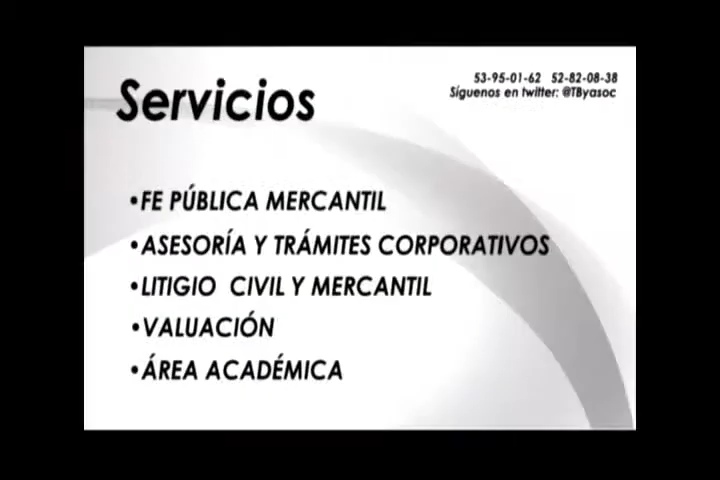 Servicios
53-95-01-62 52-82-08-38
Síguenos en twitter: @TByasoc
•FE PÚBLICA MERCANTIL
•ASESORÍA Y TRÁMITES CORPORATIVOS
•LITIGIO CIVIL Y MERCANTIL
•VALUACIÓN
•ÁREA ACADÉMICA